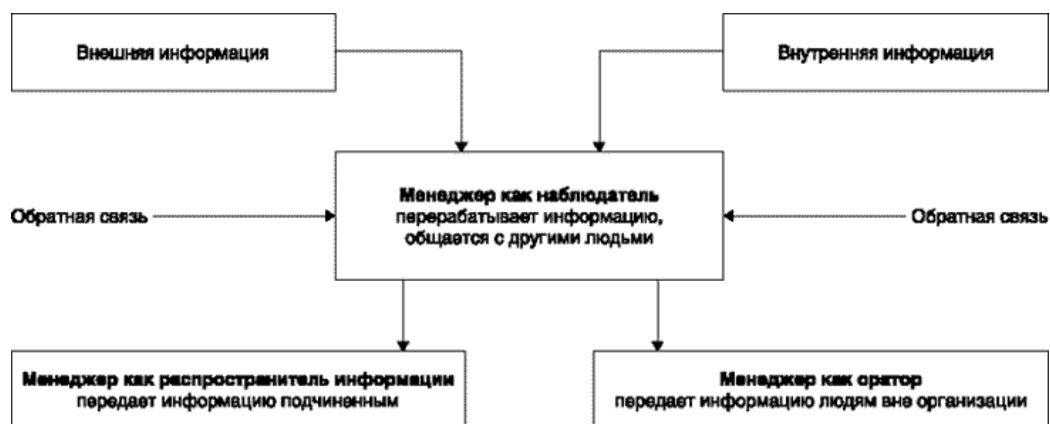 Внешняя информация
Внутренняя информация
Менеджер как наблюдатель
перерабатывает информацию,
общается с другими людьми
Обратная связь
Обратная связь
Менеджер как распространитель информации
передает информацию подчиненным
Менеджер как оратор
передает информацию людям вне организации